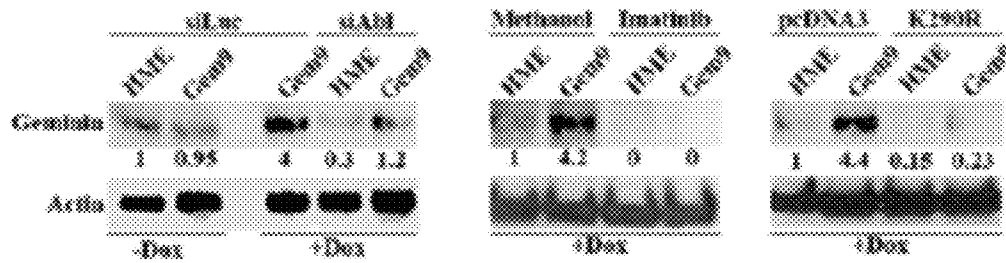 siLuc siAbl Methanol Imatinib pcDNA3 K290R
HME Gem9 Gem9 HME Gem9 HME Gem9 HME Gem9 HME Gem9 HME Gem9
Geminin
1 0.95 4 0.3 1.2 1 4.2 0 0 1 4.4 0.15 0.23
Actin
-Dox +Dox +Dox +Dox